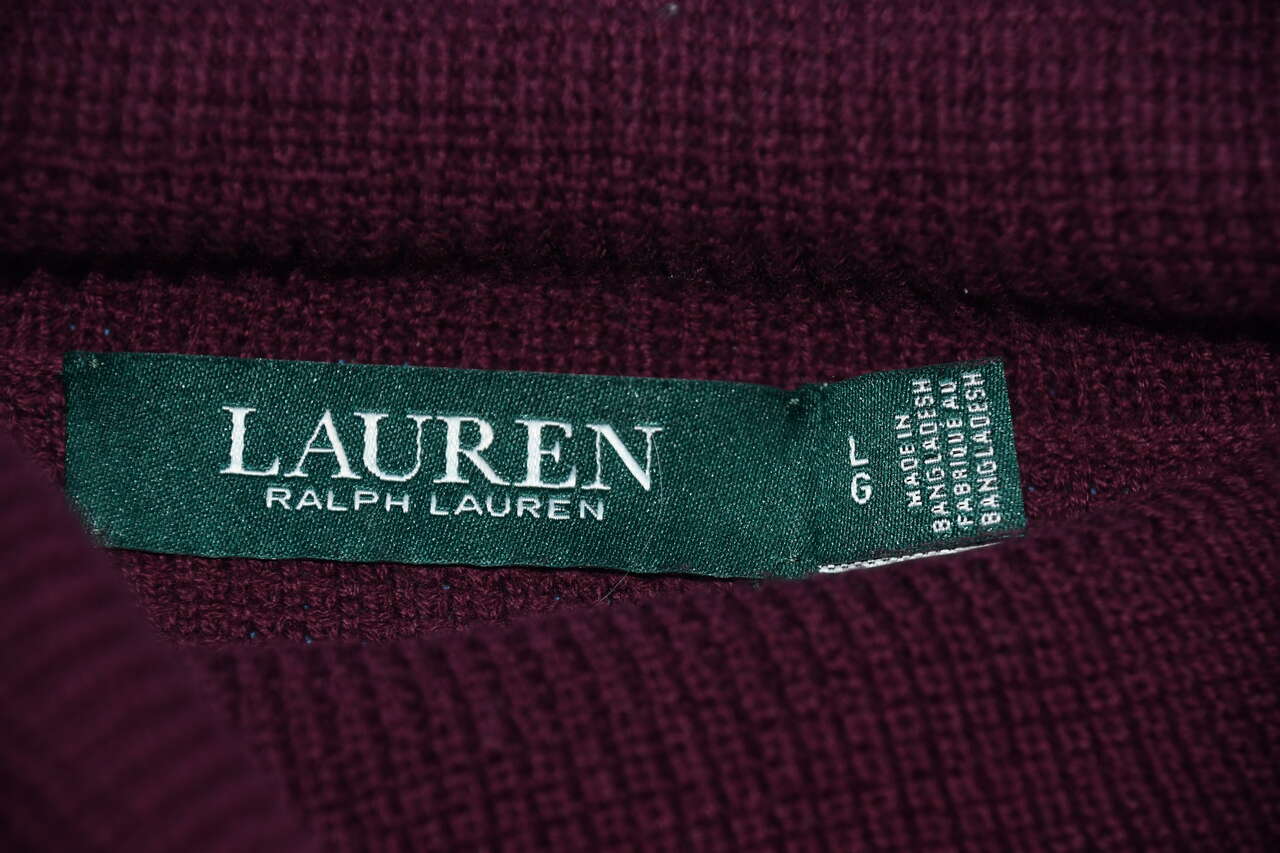 LAUREN
RALPH LAUREN
L
G
MADE IN
BANGLADESH
FABRIQUÉ AU
BANGLADESH